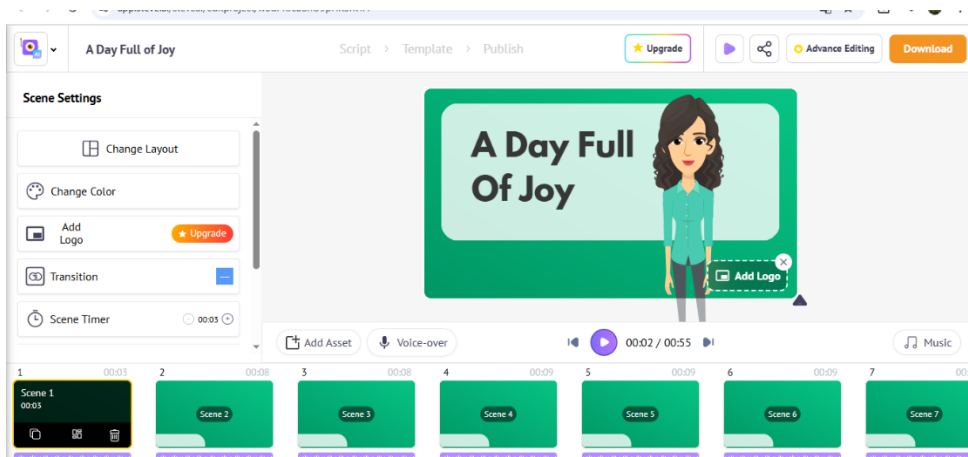 A Day Full of Joy
Script > Template > Publish
Upgrade
Advance Editing
Download
Scene Settings
Change Layout
Change Color
Add
Logo
Upgrade
Transition
Scene Timer
00:03
A Day Full
Of Joy
Add Logo
Add Asset
Voice-over
00:02 / 00:55
Music
1 00:03 2 00:08 3 00:08 4 00:09 5 00:09 6 00:09 7
Scene 1
00:03
Scene 2
Scene 3
Scene 4
Scene 5
Scene 6
Scene 7